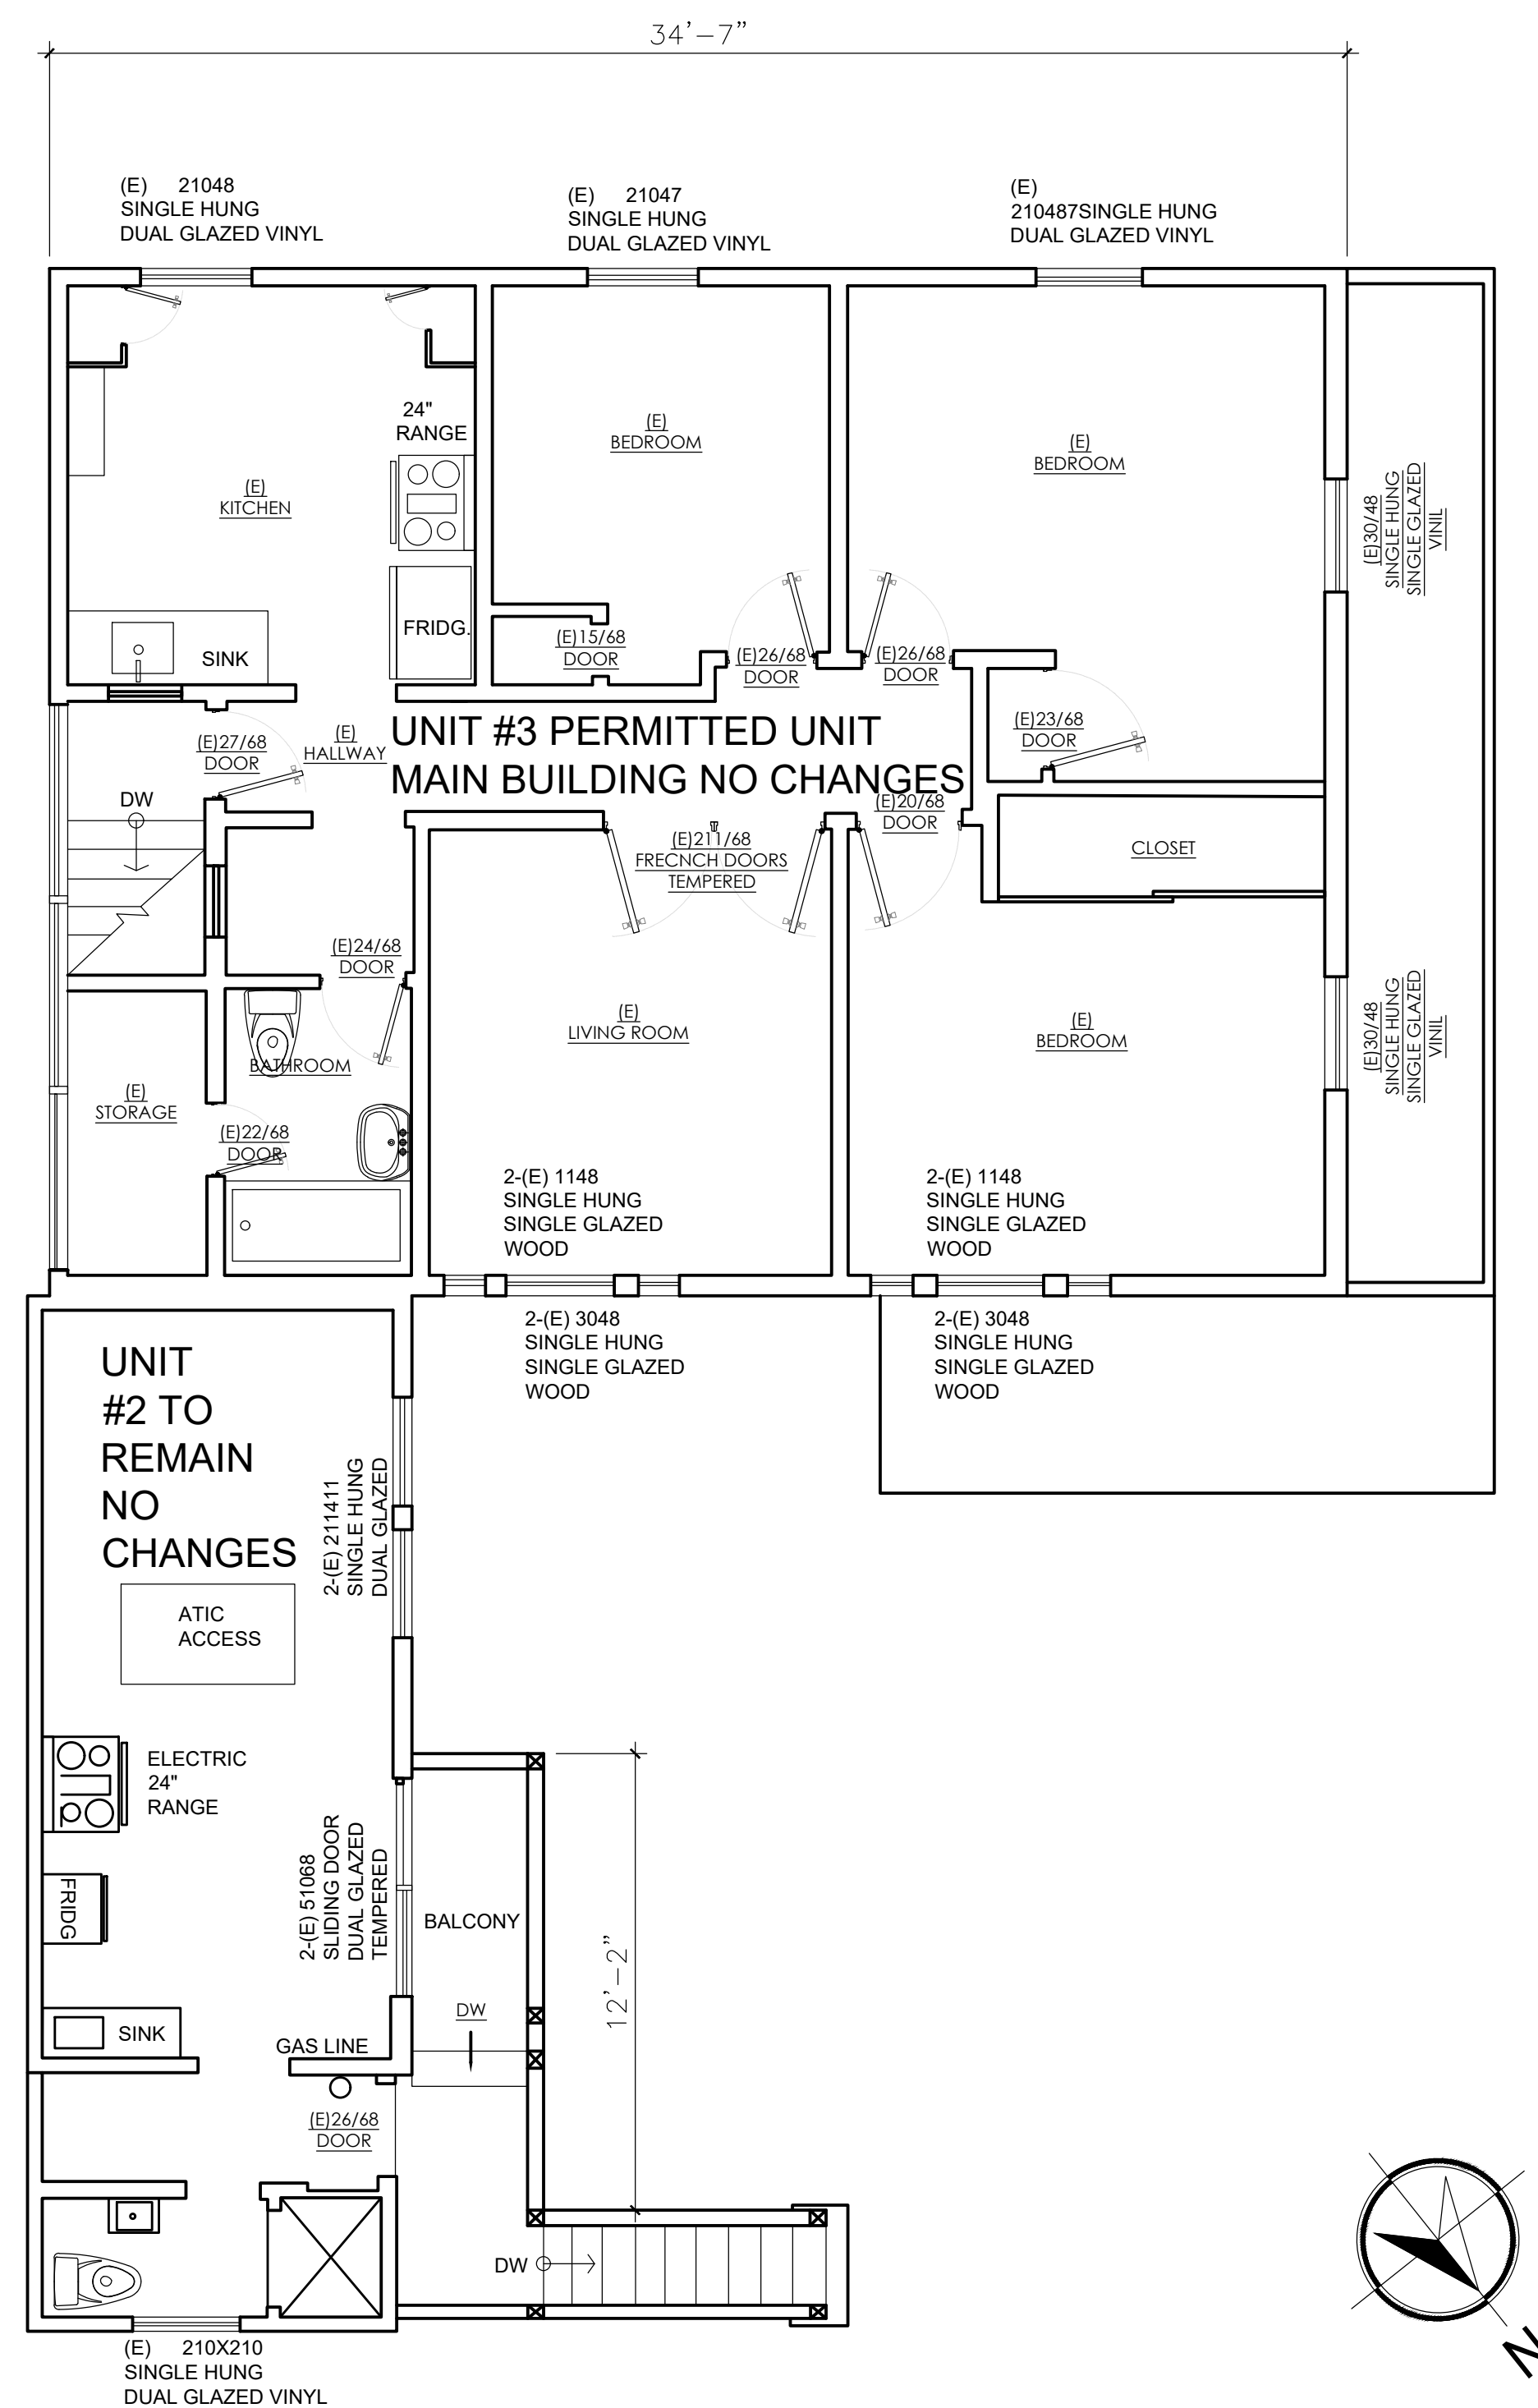 34'-7"
(E) 21048
SINGLE HUNG
DUAL GLAZED VINYL
(E) 21047
SINGLE HUNG
DUAL GLAZED VINYL
(E)
210487SINGLE HUNG
DUAL GLAZED VINYL
24"
RANGE
(E)
KITCHEN
FRIDG.
SINK
(E)
BEDROOM
(E)
BEDROOM
(E)30/48
SINGLE HUNG
SINGLE GLAZED
VINIL
(E)15/68
DOOR
(E)26/68
DOOR
(E)26/68
DOOR
(E)23/68
DOOR
(E)27/68
DOOR
(E)
HALLWAY
UNIT #3 PERMITTED UNIT
MAIN BUILDING NO CHANGES
DW
(E)20/68
DOOR
(E)211/68
FRECNCH DOORS
TEMPERED
CLOSET
(E)24/68
DOOR
(E)
LIVING ROOM
(E)
BEDROOM
(E)30/48
SINGLE HUNG
SINGLE GLAZED
VINIL
BATHROOM
(E)
STORAGE
(E)22/68
DOOR
2-(E) 1148
SINGLE HUNG
SINGLE GLAZED
WOOD
2-(E) 1148
SINGLE HUNG
SINGLE GLAZED
WOOD
2-(E) 3048
SINGLE HUNG
SINGLE GLAZED
WOOD
2-(E) 3048
SINGLE HUNG
SINGLE GLAZED
WOOD
UNIT
#2 TO
REMAIN
NO
CHANGES
2-(E) 211411
SINGLE HUNG
DUAL GLAZED
ATIC
ACCESS
ELECTRIC
24"
RANGE
2-(E) 51068
SLIDING DOOR
DUAL GLAZED
TEMPERED
FRIDG
BALCONY
12'-2"
DW
SINK
GAS LINE
(E)26/68
DOOR
DW
(E) 210X210
SINGLE HUNG
DUAL GLAZED VINYL
N